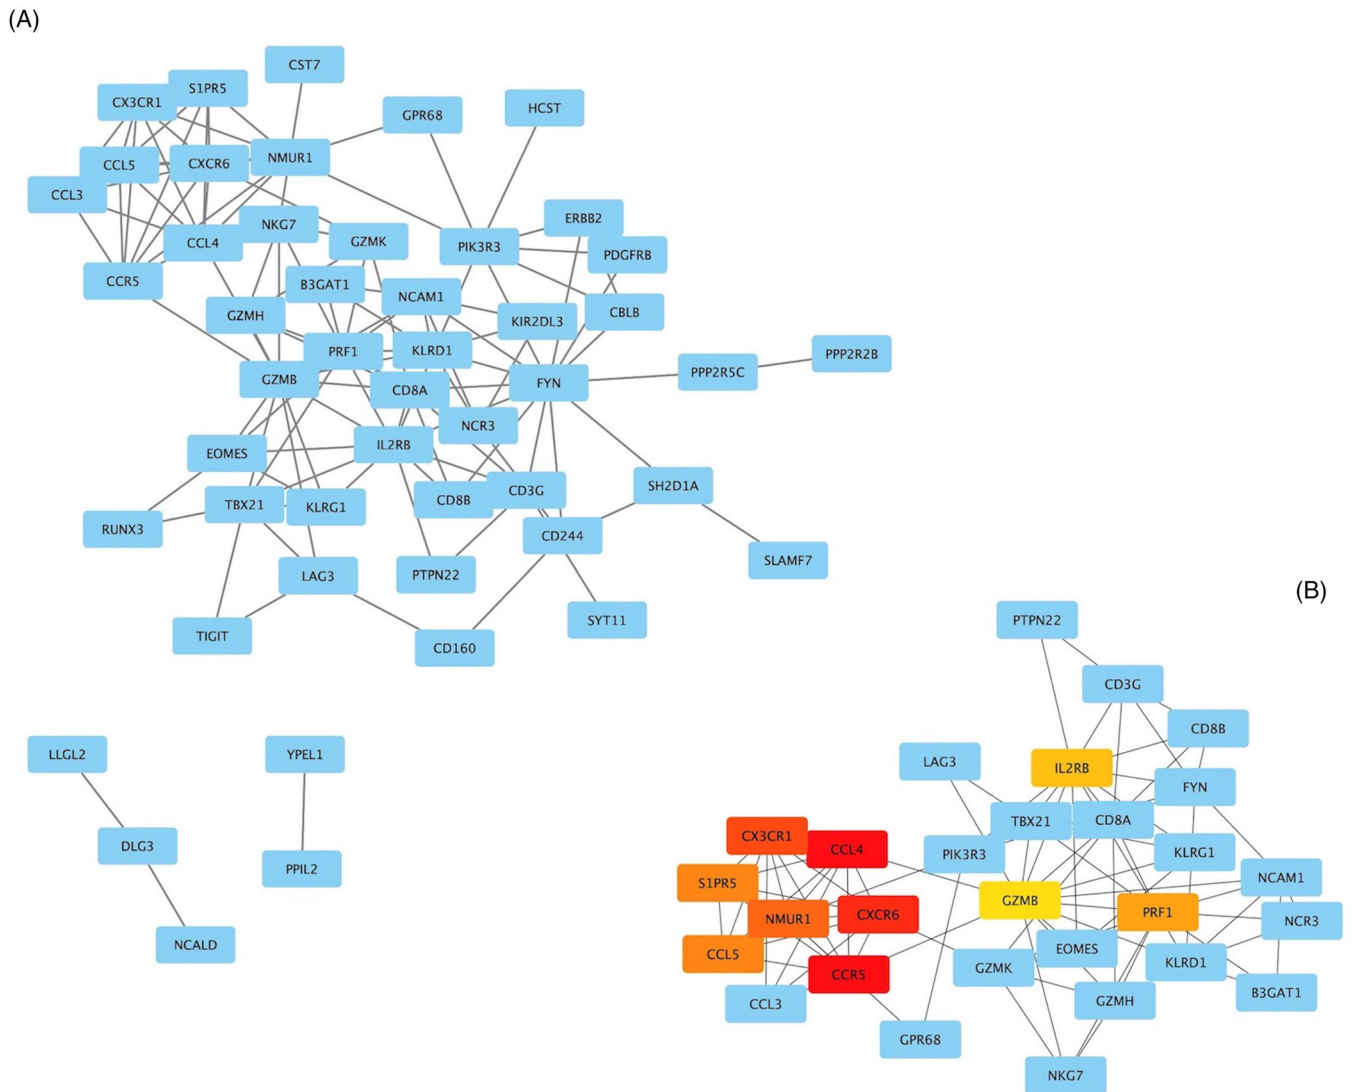 (A)
CST7
S1PR5
CX3CR1
GPR68
HCST
NMUR1
CCL5
CXCR6
CCL3
ERBB2
NKG7
GZMK
CCL4
PIK3R3
PDGFRB
CCR5
B3GAT1
NCAM1
GZMH
KIR2DL3
CBLB
PRF1
KLRD1
PPP2R2B
PPP2R5C
GZMB
CD8A
FYN
NCR3
EOMES
IL2RB
SH2D1A
CD3G
CD8B
TBX21
KLRG1
RUNX3
CD244
SLAMF7
LAG3
PTPN22
SYT11
TIGIT
CD160
LLGL2
YPEL1
DLG3
PPIL2
NCALD
(B)
PTPN22
CD3G
CD8B
LAG3
IL2RB
FYN
TBX21
CD8A
CX3CR1
CCL4
PIK3R3
KLRG1
S1PR5
NCAM1
GZMB
NMUR1
CXCR6
PRF1
NCR3
CCL5
EOMES
KLRD1
GZMK
CCR5
B3GAT1
CCL3
GZMH
GPR68
NKG7